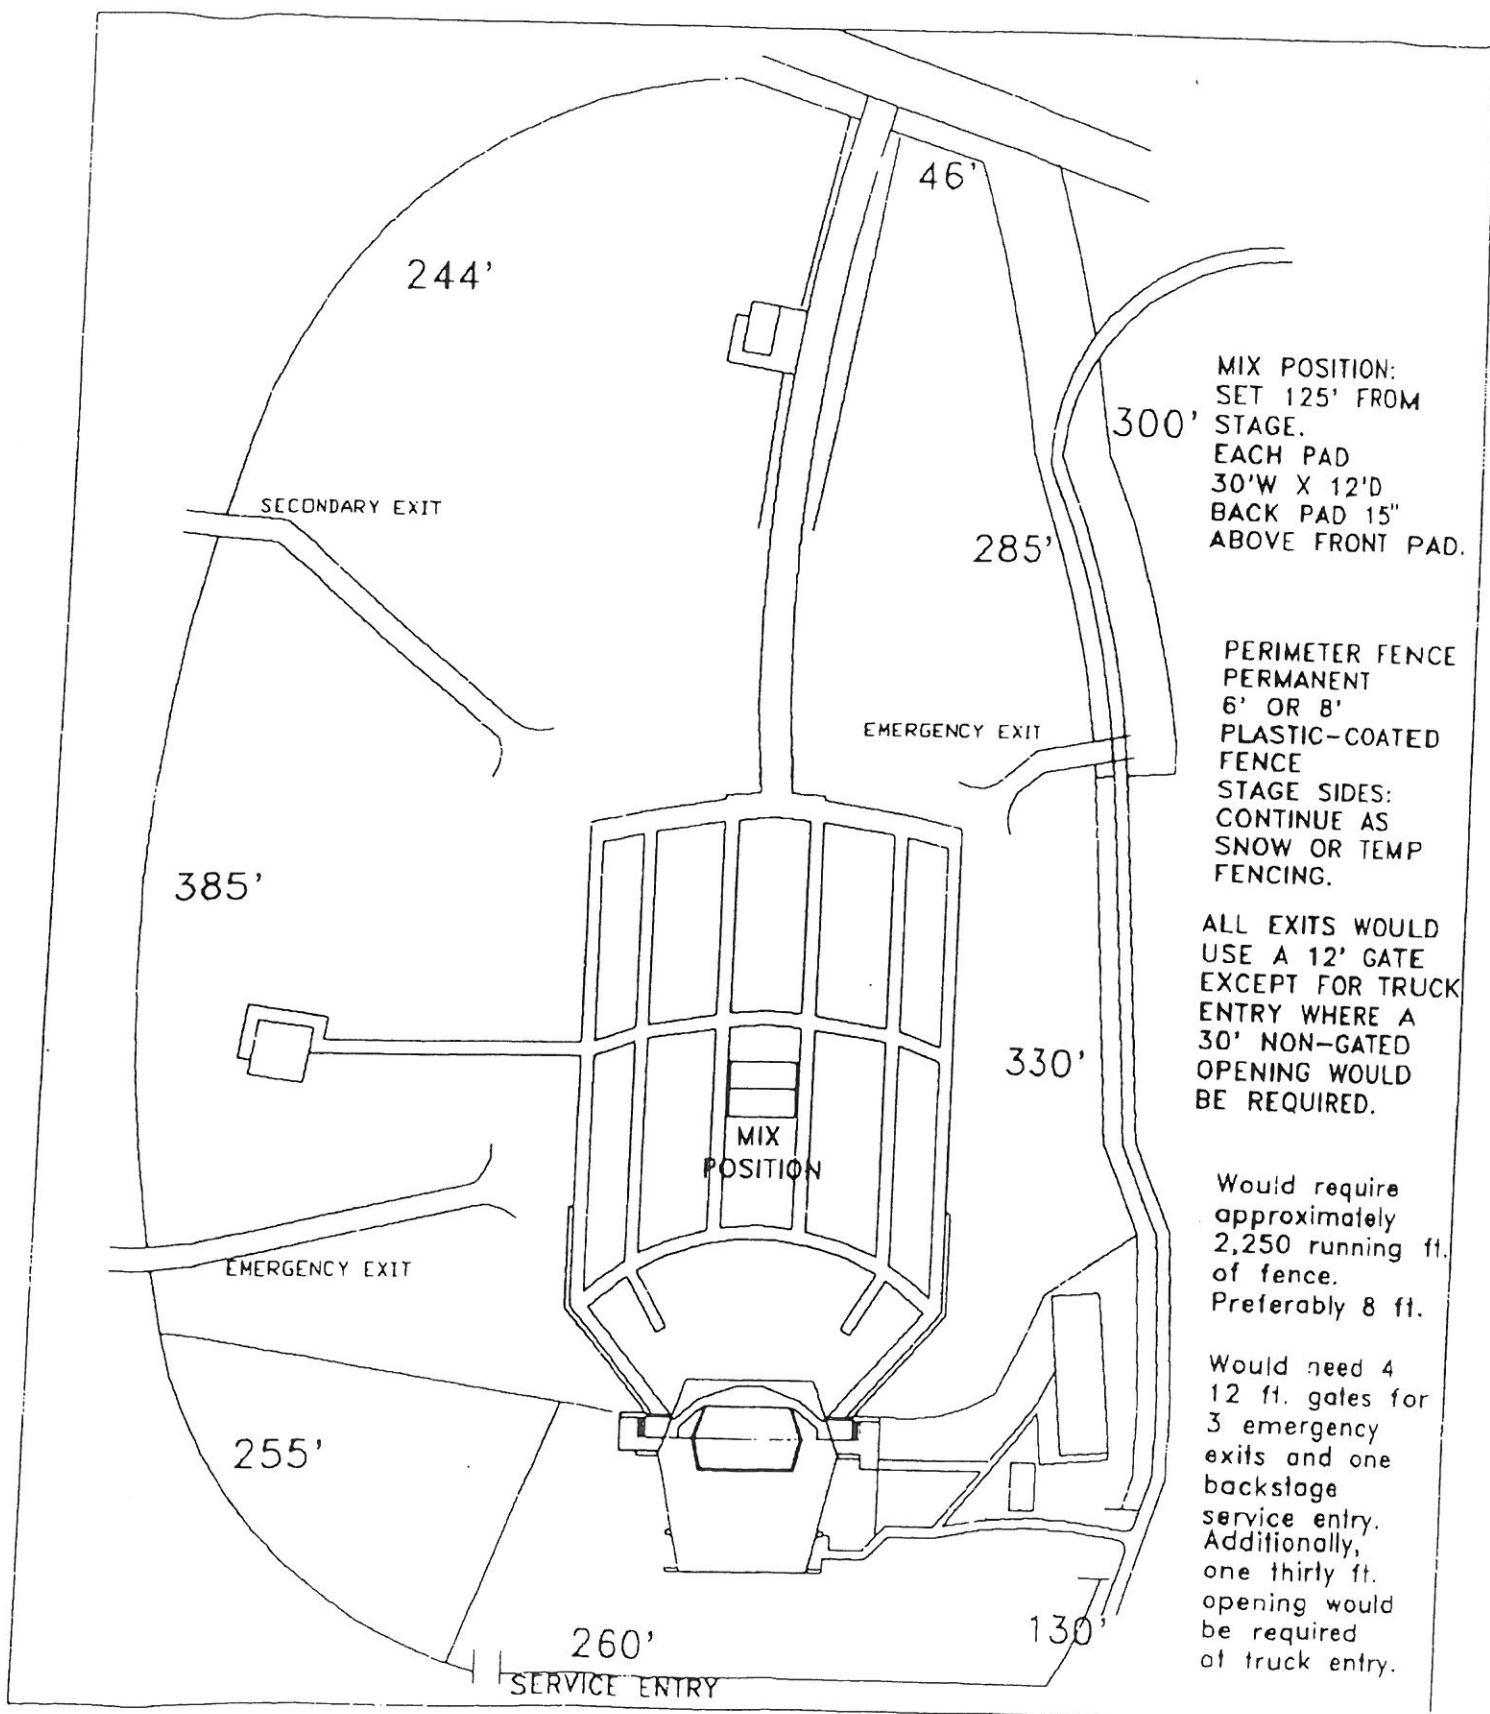 46'
244'
MIX POSITION:
SET 125' FROM
STAGE.
EACH PAD
30'W X 12'D
BACK PAD 15"
ABOVE FRONT PAD.
300'
SECONDARY EXIT
285'
PERIMETER FENCE
PERMANENT
6' OR 8'
PLASTIC-COATED
FENCE
STAGE SIDES:
CONTINUE AS
SNOW OR TEMP
FENCING.
EMERGENCY EXIT
385'
ALL EXITS WOULD
USE A 12' GATE
EXCEPT FOR TRUCK
ENTRY WHERE A
30' NON-GATED
OPENING WOULD
BE REQUIRED.
330'
MIX
POSITION
Would require
approximately
2,250 running ft.
of fence.
Preferably 8 ft.
EMERGENCY EXIT
Would need 4
12 ft. gates for
3 emergency
exits and one
backstage
service entry.
Additionally,
one thirty ft.
opening would
be required
at truck entry.
255'
260'
130'
SERVICE ENTRY